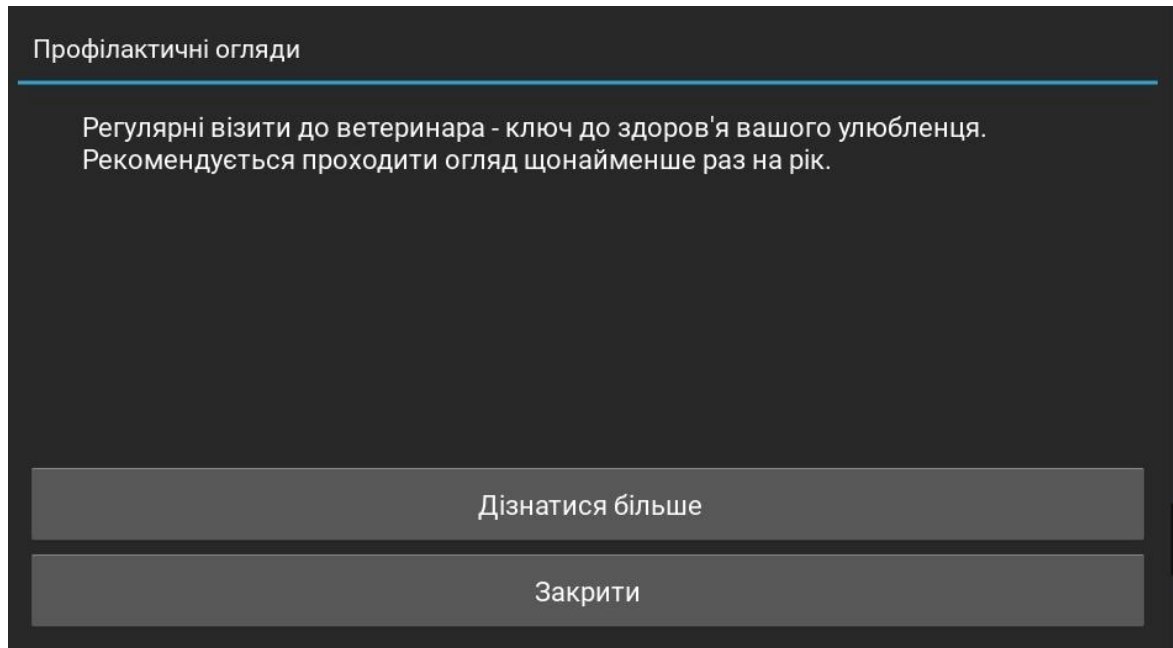 Профілактичні огляди
Регулярні візити до ветеринара - ключ до здоров'я вашого улюбленця.
Рекомендується проходити огляд щонайменше раз на рік.
Дізнатися більше
Закрити